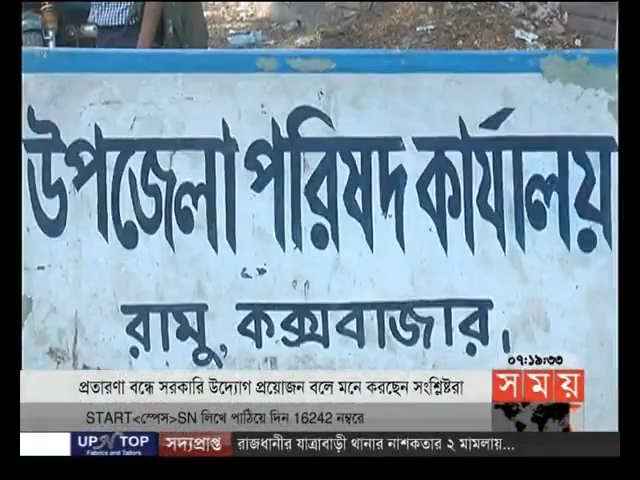 উপজেলা পরিষদ কার্যালয়
রামু, কক্সবাজার।
০৭:১৯:৩৩
প্রতারণা বন্ধে সরকারি উদ্যোগ প্রয়োজন বলে মনে করছেন সংশ্লিষ্টরা
সময়
START<স্পেস>SN লিখে পাঠিয়ে দিন 16242 নম্বরে
UP N TOP
Fabrics and Tailors
সদ্যপ্রাপ্ত
রাজধানীর যাত্রাবাড়ী থানার নাশকতার ২ মামলায়...